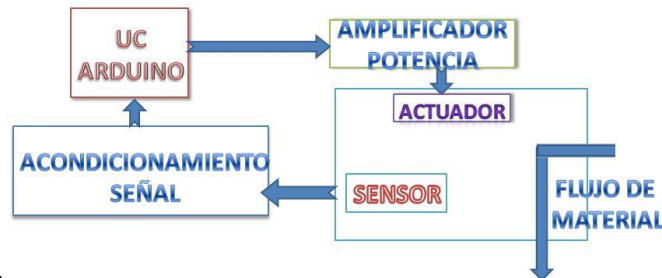 UC
ARDUINO
AMPLIFICADOR
POTENCIA
ACTUADOR
ACONDICIONAMIENTO
SEÑAL
SENSOR
FLUJO DE
MATERIAL